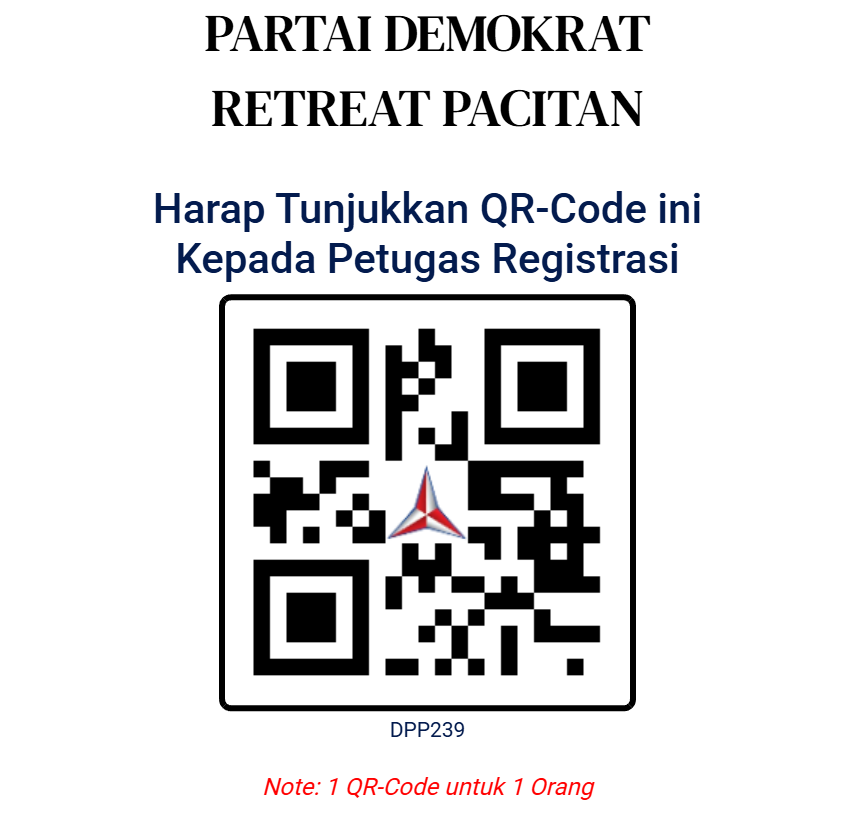 PARTAI DEMOKRAT
RETREAT PACITAN
Harap Tunjukkan QR-Code ini
Kepada Petugas Registrasi
DPP239
Note: 1 QR-Code untuk 1 Orang